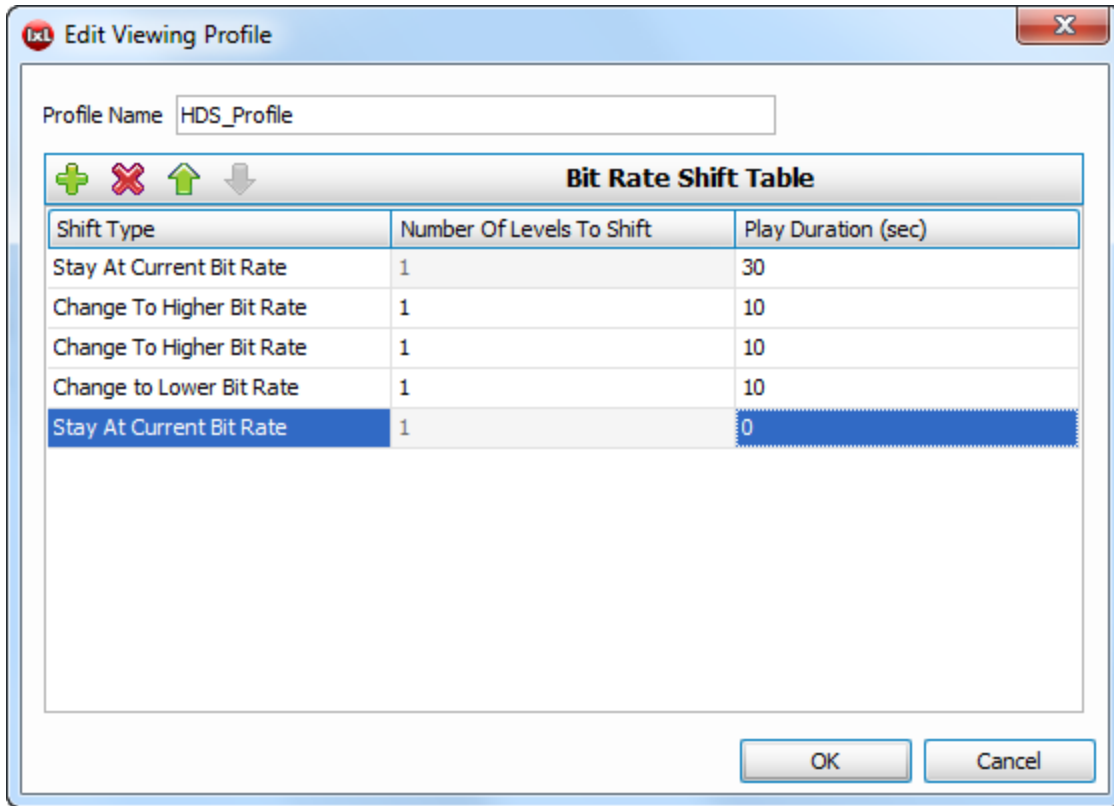 IxL Edit Viewing Profile
Profile Name HDS_Profile
Bit Rate Shift Table
Shift Type Number Of Levels To Shift Play Duration (sec)
Stay At Current Bit Rate 1 30
Change To Higher Bit Rate 1 10
Change To Higher Bit Rate 1 10
Change to Lower Bit Rate 1 10
Stay At Current Bit Rate 1 0
OK Cancel